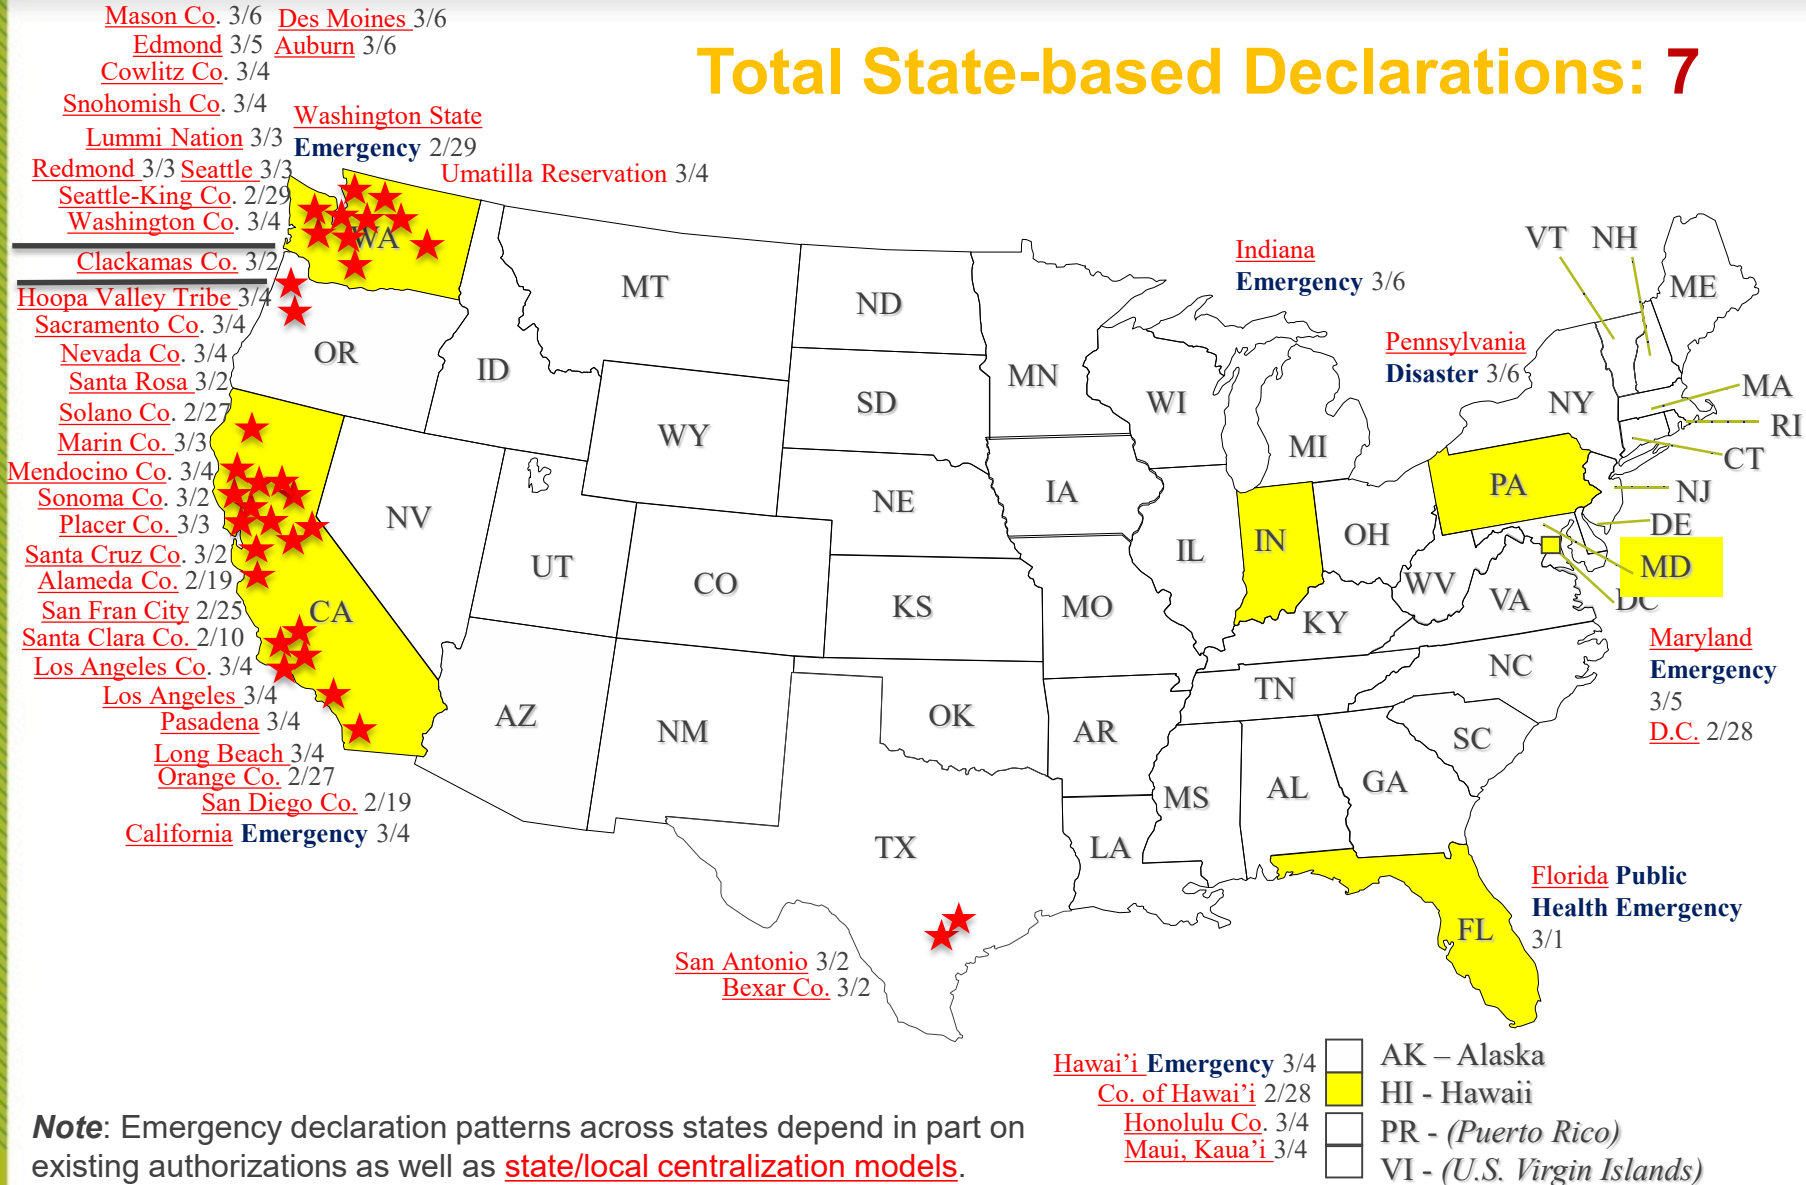 Total State-based Declarations: 7
Mason Co. 3/6 Des Moines 3/6
Edmond 3/5 Auburn 3/6
Cowlitz Co. 3/4
Snohomish Co. 3/4
Lummi Nation 3/3
Redmond 3/3 Seattle 3/3
Seattle-King Co. 2/29
Washington Co. 3/4
Clackamas Co. 3/2
Hoopa Valley Tribe 3/4
Sacramento Co. 3/4
Nevada Co. 3/4
Santa Rosa 3/2
Solano Co. 2/27
Marin Co. 3/3
Mendocino Co. 3/4
Sonoma Co. 3/2
Placer Co. 3/3
Santa Cruz Co. 3/2
Alameda Co. 2/19
San Fran City 2/25
Santa Clara Co. 2/10
Los Angeles Co. 3/4
Los Angeles 3/4
Pasadena 3/4
Long Beach 3/4
Orange Co. 2/27
San Diego Co. 2/19
California Emergency 3/4
Washington State
Emergency 2/29
Umatilla Reservation 3/4
Indiana
Emergency 3/6
Pennsylvania
Disaster 3/6
Maryland
Emergency
3/5
D.C. 2/28
Florida Public
Health Emergency
3/1
San Antonio 3/2
Bexar Co. 3/2
Hawai’i Emergency 3/4
Co. of Hawai’i 2/28
Honolulu Co. 3/4
Maui, Kaua’i 3/4
AK – Alaska
HI - Hawaii
PR - (Puerto Rico)
VI - (U.S. Virgin Islands)
WA
OR
CA
ID
NV
MT
WY
UT
AZ
CO
NM
ND
SD
NE
KS
OK
TX
MN
IA
MO
AR
LA
WI
IL
MS
MI
IN
OH
KY
TN
AL
GA
FL
SC
NC
VA
WV
PA
NY
VT
NH
ME
MA
RI
CT
NJ
DE
MD
DC
Note: Emergency declaration patterns across states depend in part on
existing authorizations as well as state/local centralization models.